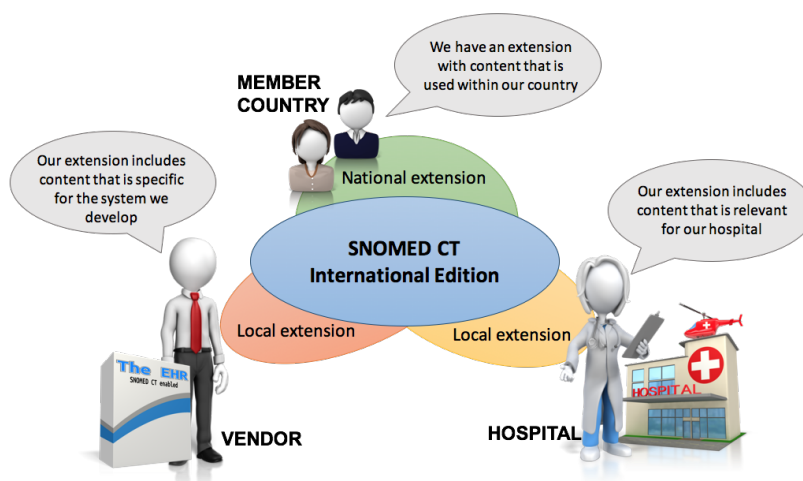 We have an extension
with content that is
used within our country
MEMBER
COUNTRY
Our extension includes
content that is specific
for the system we
develop
National extension
Our extension includes
content that is relevant
for our hospital
SNOMED CT
International Edition
Local extension
Local extension
The EHR
SNOMED CT enabled
HOSPITAL
VENDOR
HOSPITAL